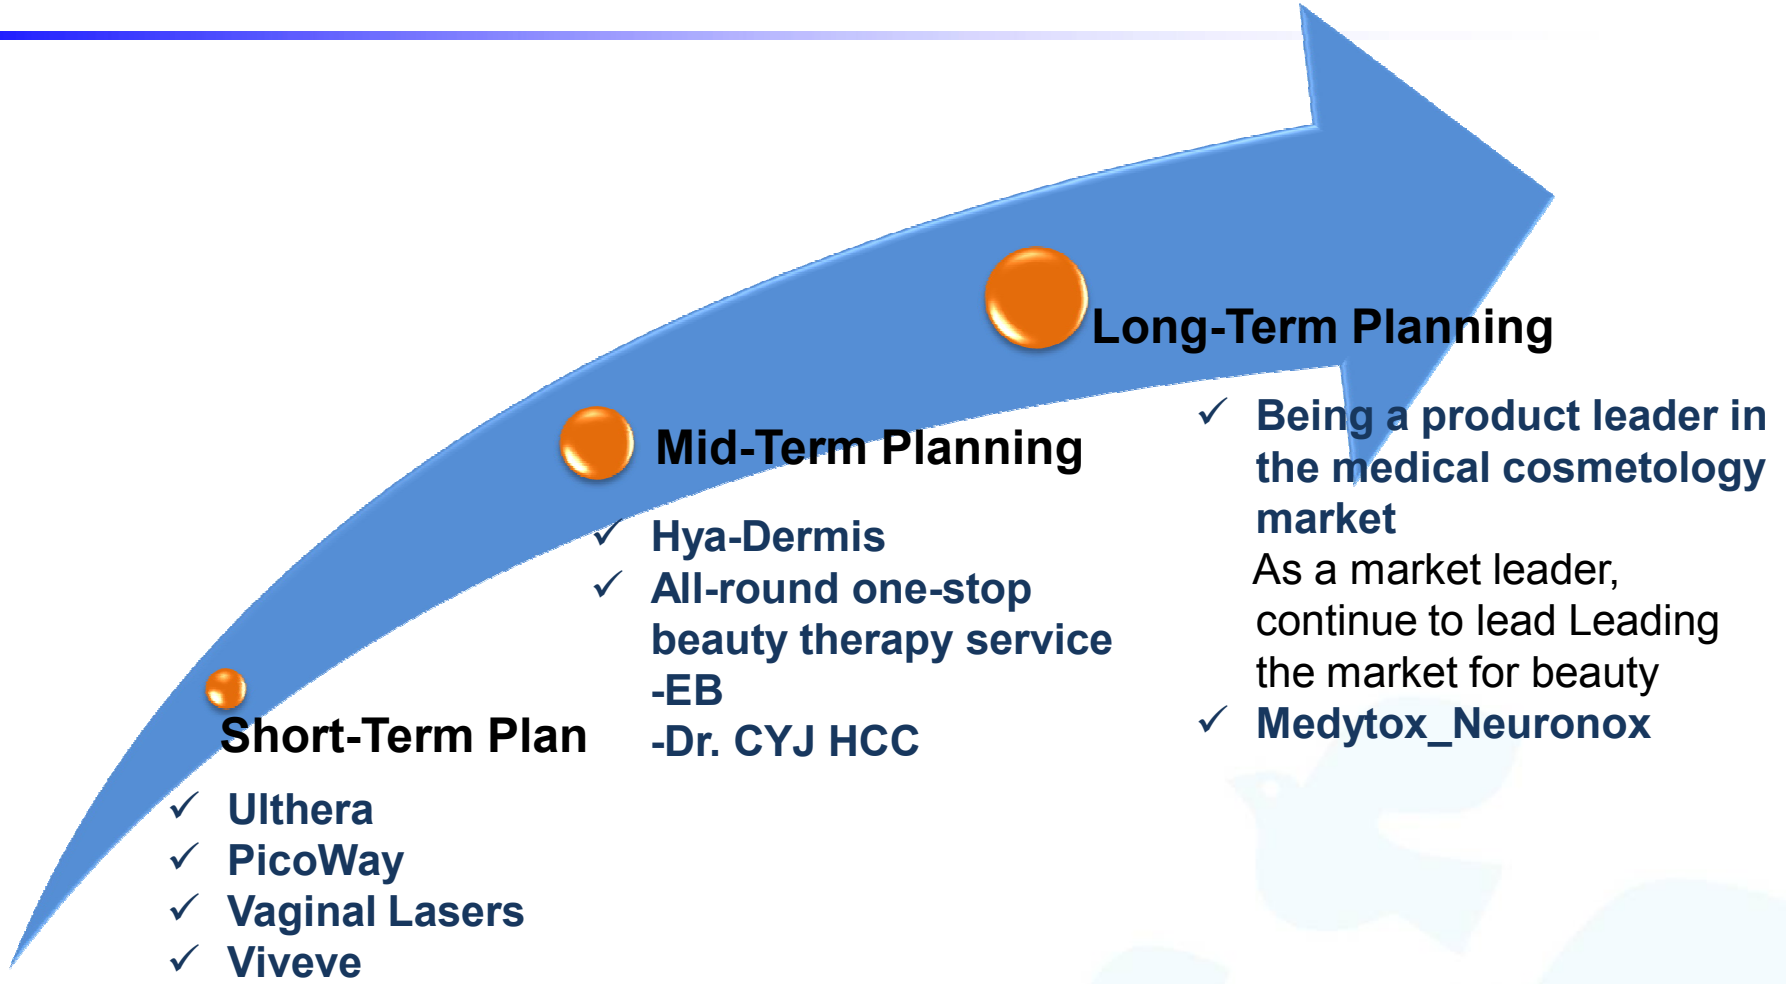 Long-Term Planning
✓ Being a product leader in
the medical cosmetology
market
As a market leader,
continue to lead Leading
the market for beauty
✓ Medytox_Neuronox
Mid-Term Planning
✓ Hya-Dermis
✓ All-round one-stop
beauty therapy service
-EB
-Dr. CYJ HCC
Short-Term Plan
✓ Ulthera
✓ PicoWay
✓ Vaginal Lasers
✓ Viveve